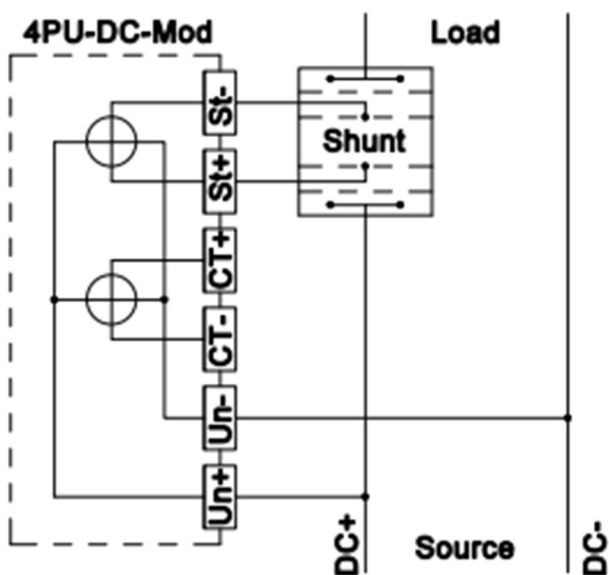 4PU-DC-Mod
Load
St-
Shunt
St+
CT+
CT-
Un-
Un+
DC+
Source
DC-